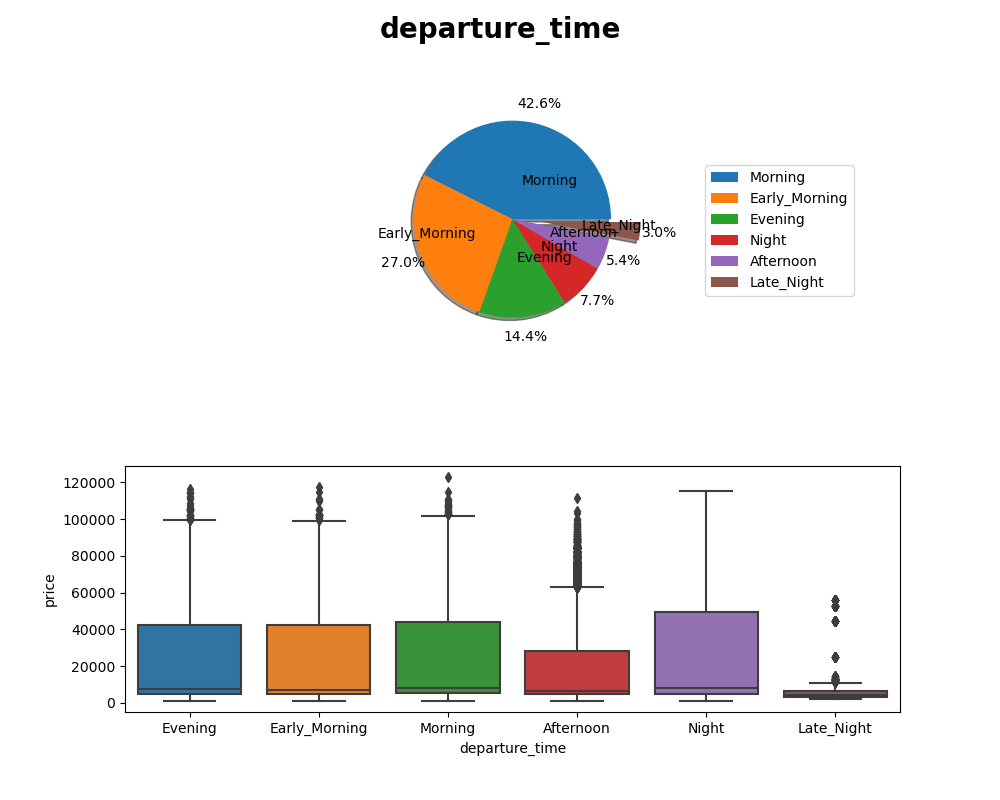 departure_time
42.6%
Morning
Early_Morning
27.0%
Evening
14.4%
Night
7.7%
Afternoon
5.4%
Late_Night
3.0%
Morning
Early_Morning
Evening
Night
Afternoon
Late_Night
120000
100000
80000
60000
40000
20000
0
price
Evening Early_Morning Morning Afternoon Night Late_Night
departure_time